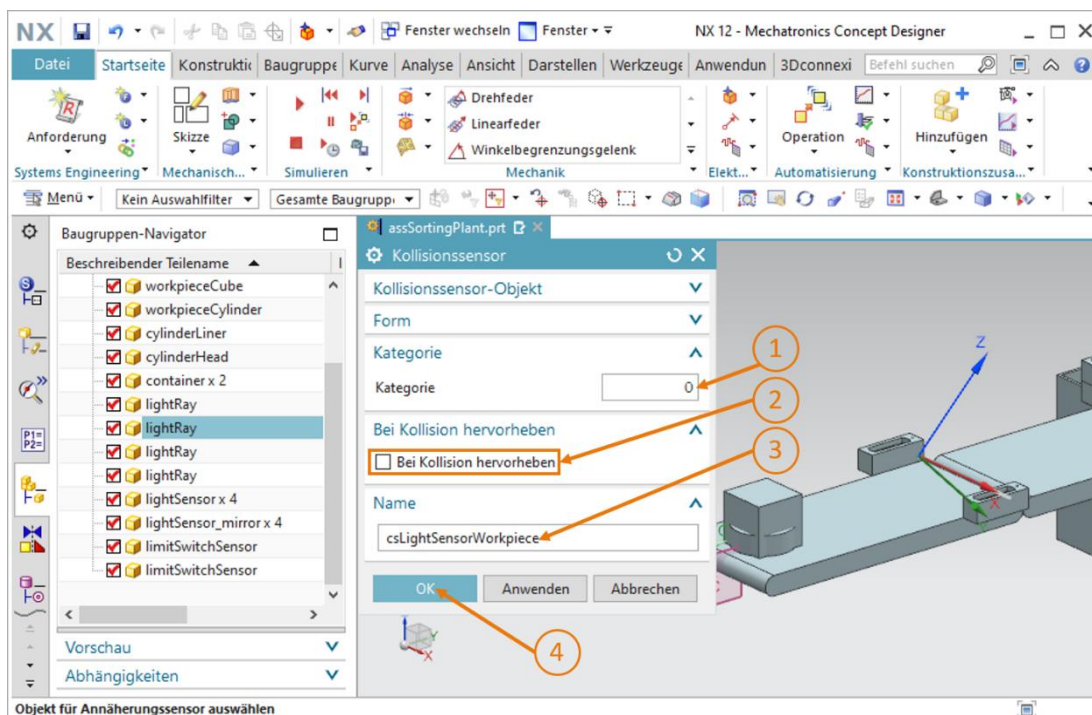 NX
Fenster wechseln
Fenster
NX 12 - Mechatronics Concept Designer
Datei
Startseite
Konstruktic
Baugruppe
Kurve
Analyse
Ansicht
Darstellen
Werkzeuge
Anwendun
3Dconnexi
Befehl suchen
Anforderung
Skizze
Drehfeder
Linearfeder
Winkelbegrenzungsgelenk
Operation
Hinzufügen
Systems Engineering
Mechanisch...
Simulieren
Mechanik
Elekt...
Automatisierung
Konstruktionszusa...
Menü
Kein Auswahlfilter
Gesamte Baugrupp
Baugruppen-Navigator
Beschreibender Teilename
workpieceCube
workpieceCylinder
cylinderLiner
cylinderHead
container x 2
lightRay
lightRay
lightRay
lightRay
lightSensor x 4
lightSensor_mirror x 4
limitSwitchSensor
limitSwitchSensor
Vorschau
Abhängigkeiten
P1=
P2=
assSortingPlant.prt
Kollisionssensor
Kollisionssensor-Objekt
Form
Kategorie
Kategorie
0
Bei Kollision hervorheben
Bei Kollision hervorheben
Name
csLightSensorWorkpiece
OK
Anwenden
Abbrechen
1
2
3
4
Z
X
Y
Y
X
Objekt für Annäherungssensor auswählen